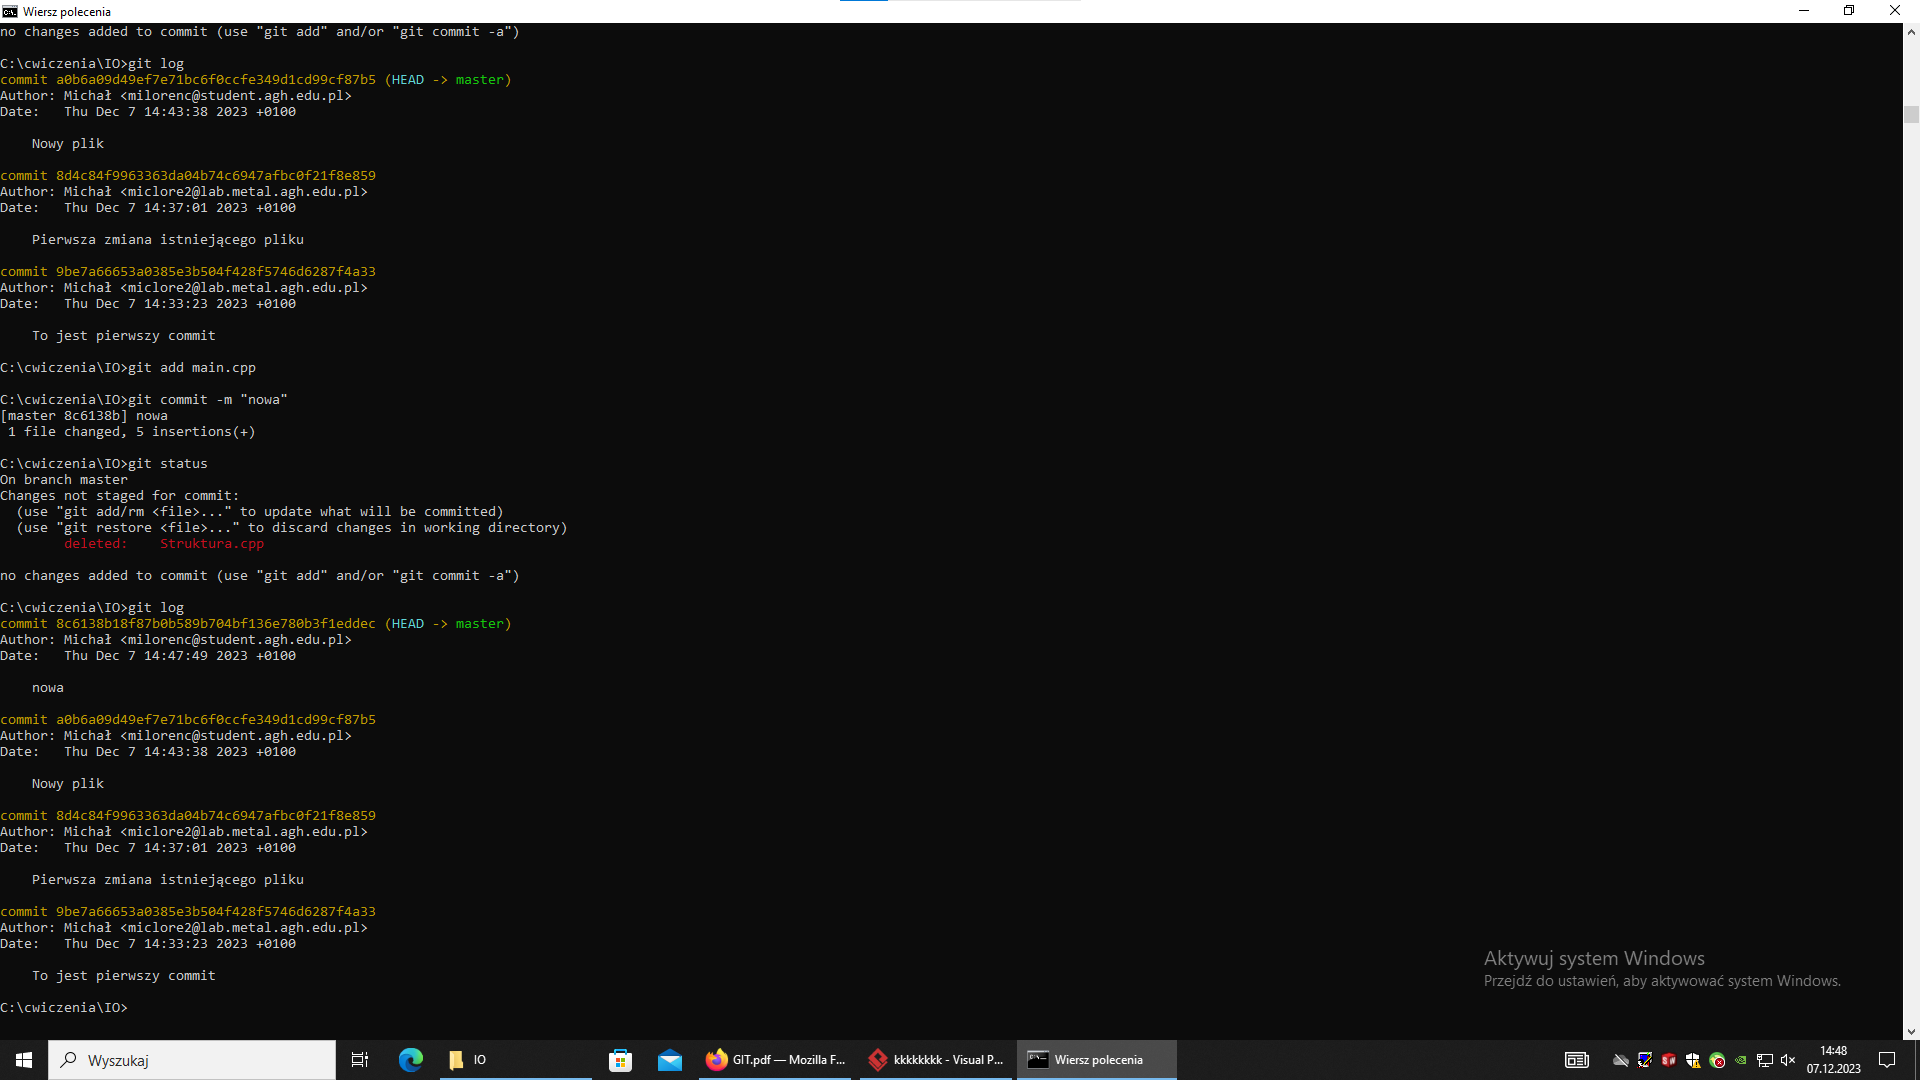 Wiersz polecenia
no changes added to commit (use "git add" and/or "git commit -a")
C:\cwiczenia\IO>git log
commit a0b6a09d49ef7e71bc6f0ccfe349d1cd99cf87b5 (HEAD -> master)
Author: Michał <milorenc@student.agh.edu.pl>
Date:   Thu Dec 7 14:43:38 2023 +0100
Nowy plik
commit 8d4c84f9963363da04b74c6947afbc0f21f8e859
Author: Michał <miclore2@lab.metal.agh.edu.pl>
Date:   Thu Dec 7 14:37:01 2023 +0100
Pierwsza zmiana istniejącego pliku
commit 9be7a66653a0385e3b504f428f5746d6287f4a33
Author: Michał <miclore2@lab.metal.agh.edu.pl>
Date:   Thu Dec 7 14:33:23 2023 +0100
To jest pierwszy commit
C:\cwiczenia\IO>git add main.cpp
C:\cwiczenia\IO>git commit -m "nowa"
[master 8c6138b] nowa
1 file changed, 5 insertions(+)
C:\cwiczenia\IO>git status
On branch master
Changes not staged for commit:
(use "git add/rm <file>..." to update what will be committed)
(use "git restore <file>..." to discard changes in working directory)
deleted:    Struktura.cpp
no changes added to commit (use "git add" and/or "git commit -a")
C:\cwiczenia\IO>git log
commit 8c6138b18f87b0b589b704bf136e780b3f1eddec (HEAD -> master)
Author: Michał <milorenc@student.agh.edu.pl>
Date:   Thu Dec 7 14:47:49 2023 +0100
nowa
commit a0b6a09d49ef7e71bc6f0ccfe349d1cd99cf87b5
Author: Michał <milorenc@student.agh.edu.pl>
Date:   Thu Dec 7 14:43:38 2023 +0100
Nowy plik
commit 8d4c84f9963363da04b74c6947afbc0f21f8e859
Author: Michał <miclore2@lab.metal.agh.edu.pl>
Date:   Thu Dec 7 14:37:01 2023 +0100
Pierwsza zmiana istniejącego pliku
commit 9be7a66653a0385e3b504f428f5746d6287f4a33
Author: Michał <miclore2@lab.metal.agh.edu.pl>
Date:   Thu Dec 7 14:33:23 2023 +0100
To jest pierwszy commit
C:\cwiczenia\IO>
Aktywuj system Windows
Przejdź do ustawień, aby aktywować system Windows.
Wyszukaj
IO
GIT.pdf — Mozilla F...
kkkkkkkk - Visual P...
Wiersz polecenia
14:48
07.12.2023